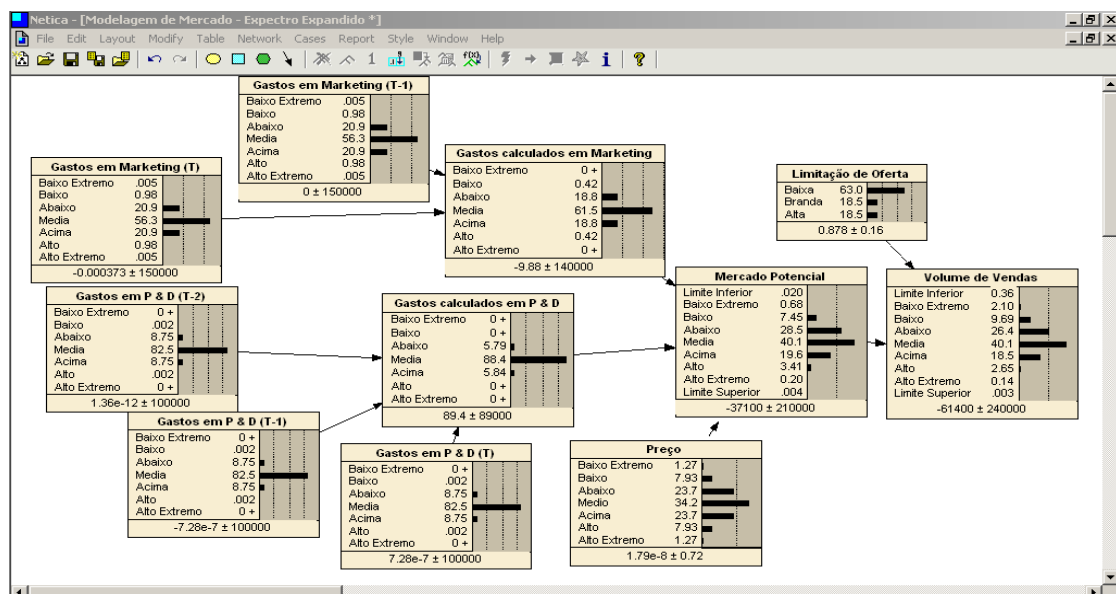 Netica - [Modelagem de Mercado - Expectro Expandido *]
File Edit Layout Modify Table Network Cases Report Style Window Help
Gastos em Marketing (T-1)
Baixo Extremo .005
Baixo 0.98
Abaixo 20.9
Media 56.3
Acima 20.9
Alto 0.98
Alto Extremo .005
0 ± 150000
Gastos em Marketing (T)
Baixo Extremo .005
Baixo 0.98
Abaixo 20.9
Media 56.3
Acima 20.9
Alto 0.98
Alto Extremo .005
-0.000373 ± 150000
Gastos calculados em Marketing
Baixo Extremo 0 +
Baixo 0.42
Abaixo 18.8
Media 61.5
Acima 18.8
Alto 0.42
Alto Extremo 0 +
-9.88 ± 140000
Limitação de Oferta
Baixa 63.0
Branda 18.5
Alta 18.5
0.878 ± 0.16
Gastos em P & D (T-2)
Baixo Extremo 0 +
Baixo .002
Abaixo 8.75
Media 82.5
Acima 8.75
Alto .002
Alto Extremo 0 +
1.36e-12 ± 100000
Gastos calculados em P & D
Baixo Extremo 0 +
Baixo 0 +
Abaixo 5.79
Media 88.4
Acima 5.84
Alto 0 +
Alto Extremo 0 +
89.4 ± 89000
Mercado Potencial
Limite Inferior .020
Baixo Extremo 0.68
Baixo 7.45
Abaixo 28.5
Media 40.1
Acima 19.6
Alto 3.41
Alto Extremo 0.20
Limite Superior .004
-37100 ± 210000
Volume de Vendas
Limite Inferior 0.36
Baixo Extremo 2.10
Baixo 9.69
Abaixo 26.4
Media 40.1
Acima 18.5
Alto 2.65
Alto Extremo 0.14
Limite Superior .003
-61400 ± 240000
Gastos em P & D (T-1)
Baixo Extremo 0 +
Baixo .002
Abaixo 8.75
Media 82.5
Acima 8.75
Alto .002
Alto Extremo 0 +
-7.28e-7 ± 100000
Gastos em P & D (T)
Baixo Extremo 0 +
Baixo .002
Abaixo 8.75
Media 82.5
Acima 8.75
Alto .002
Alto Extremo 0 +
7.28e-7 ± 100000
Preço
Baixo Extremo 1.27
Baixo 7.93
Abaixo 23.7
Medio 34.2
Acima 23.7
Alto 7.93
Alto Extremo 1.27
1.79e-8 ± 0.72